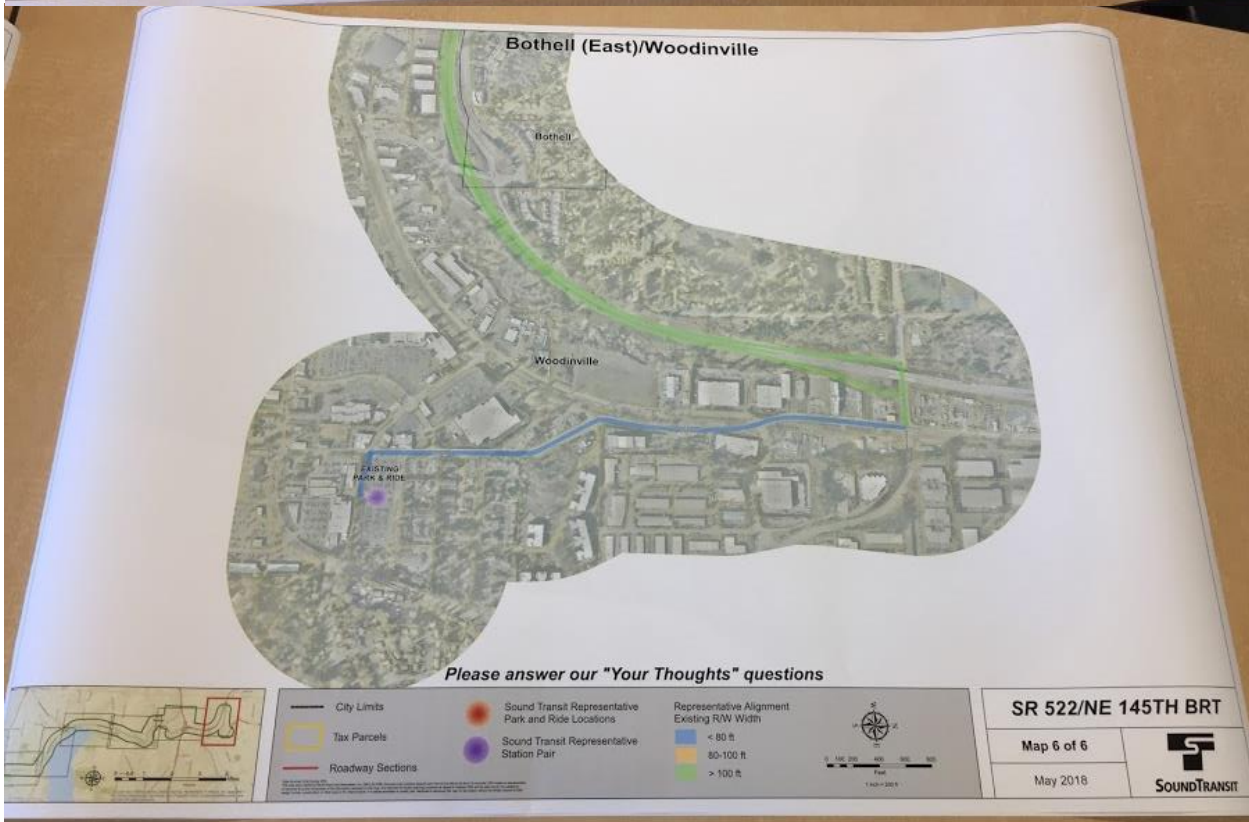 Bothell (East)/Woodinville
Bothell
Woodinville
EXISTING
PARK & RIDE
Please answer our "Your Thoughts" questions
City Limits
Tax Parcels
Roadway Sections
Sound Transit Representative
Park and Ride Locations
Sound Transit Representative
Station Pair
Representative Alignment
Existing R/W Width
< 80 ft
80-100 ft
> 100 ft
Feet
SR 522/NE 145TH BRT
Map 6 of 6
May 2018
SOUNDTRANSIT